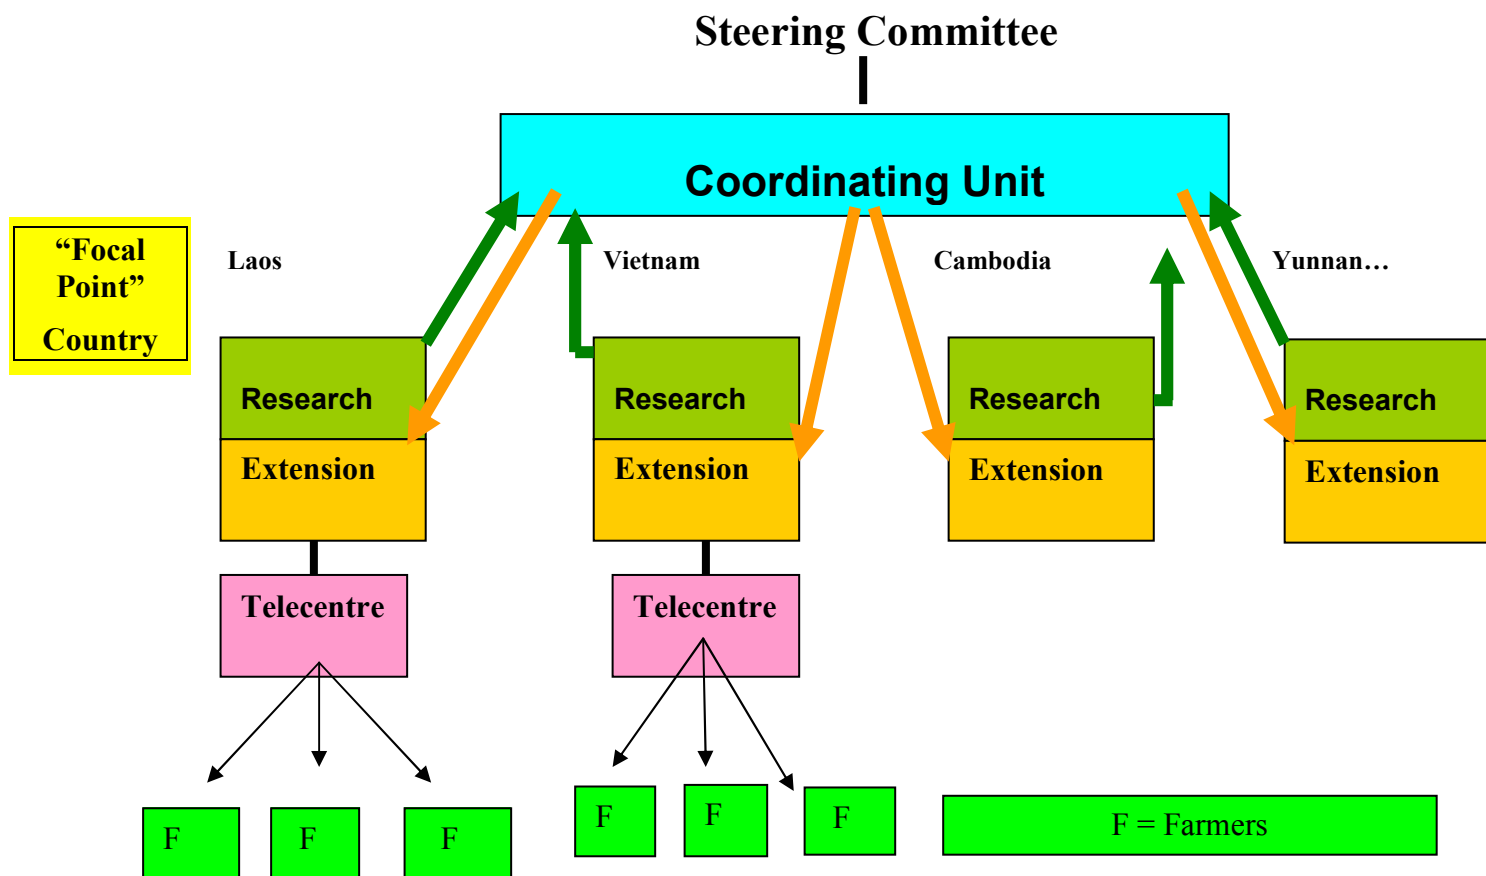 Steering Committee
Coordinating Unit
“Focal
Point”
Country
Laos
Vietnam
Cambodia
Yunnan…
Research
Research
Research
Research
Extension
Extension
Extension
Extension
Telecentre
Telecentre
F
F
F
F
F
F
F = Farmers